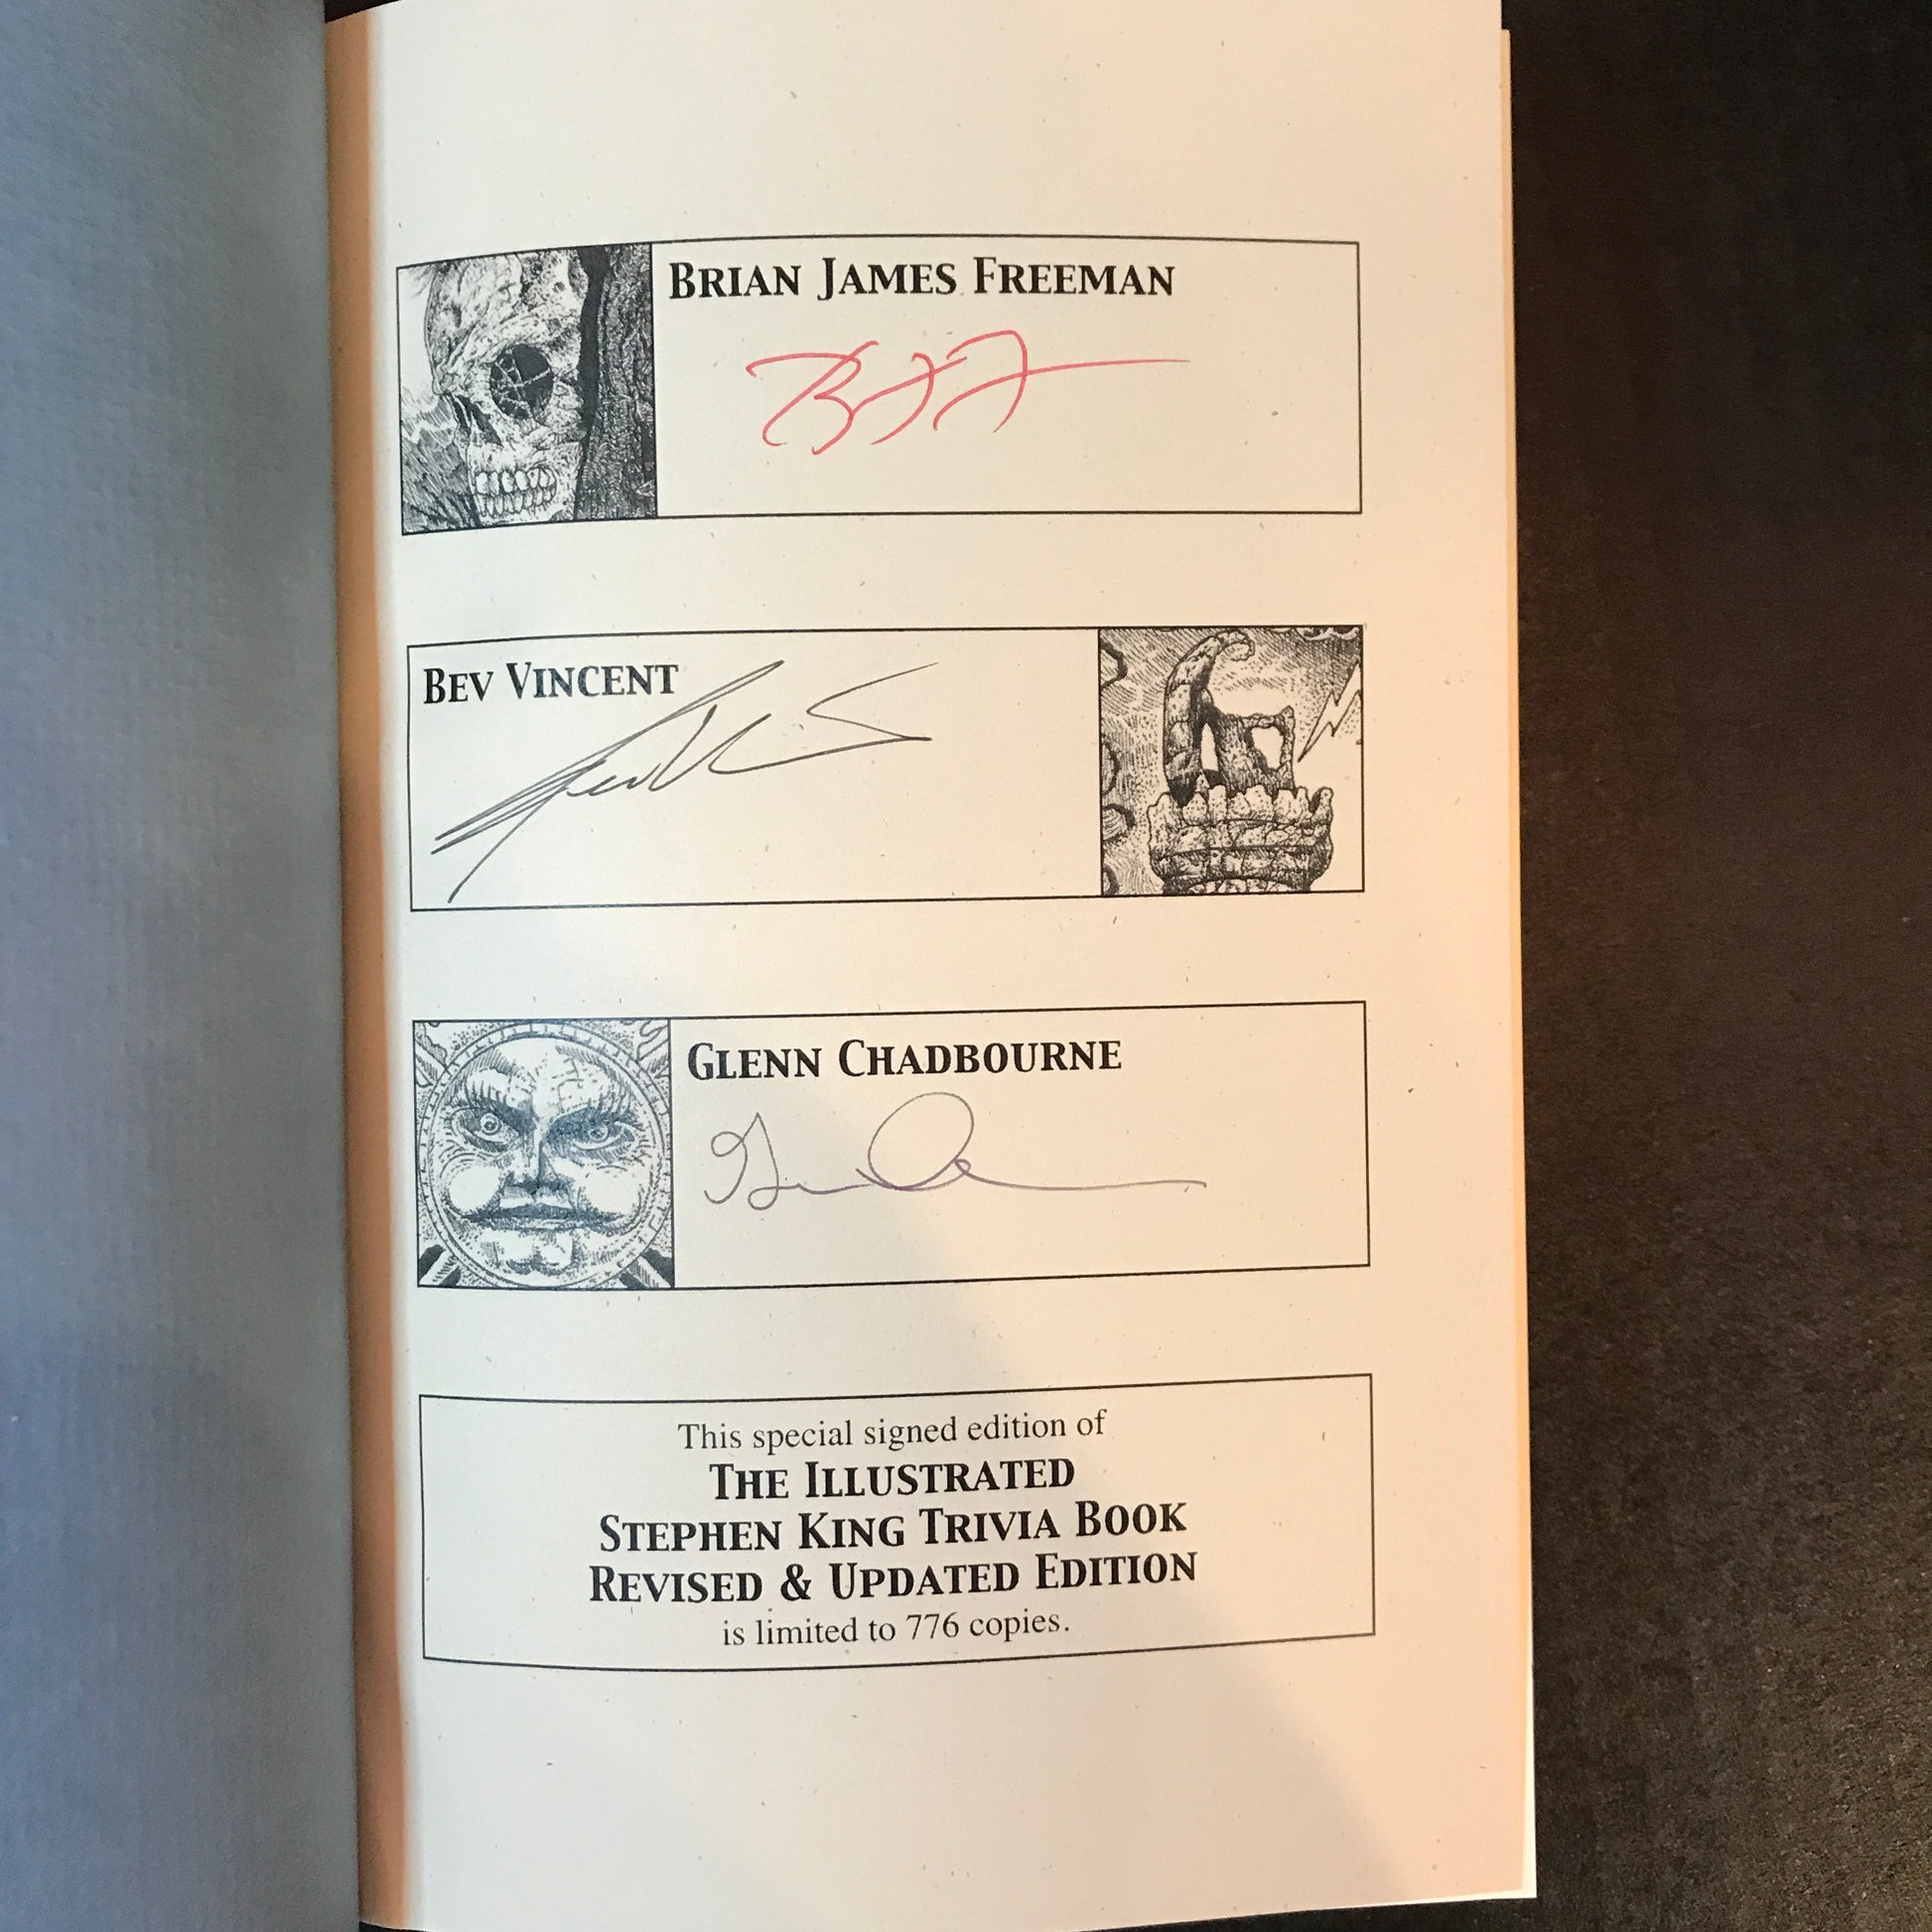 BRIAN JAMES FREEMAN
BEV VINCENT
GLENN CHADBOURNE
This special signed edition of
THE ILLUSTRATED
STEPHEN KING TRIVIA BOOK
REVISED & UPDATED EDITION
is limited to 776 copies.